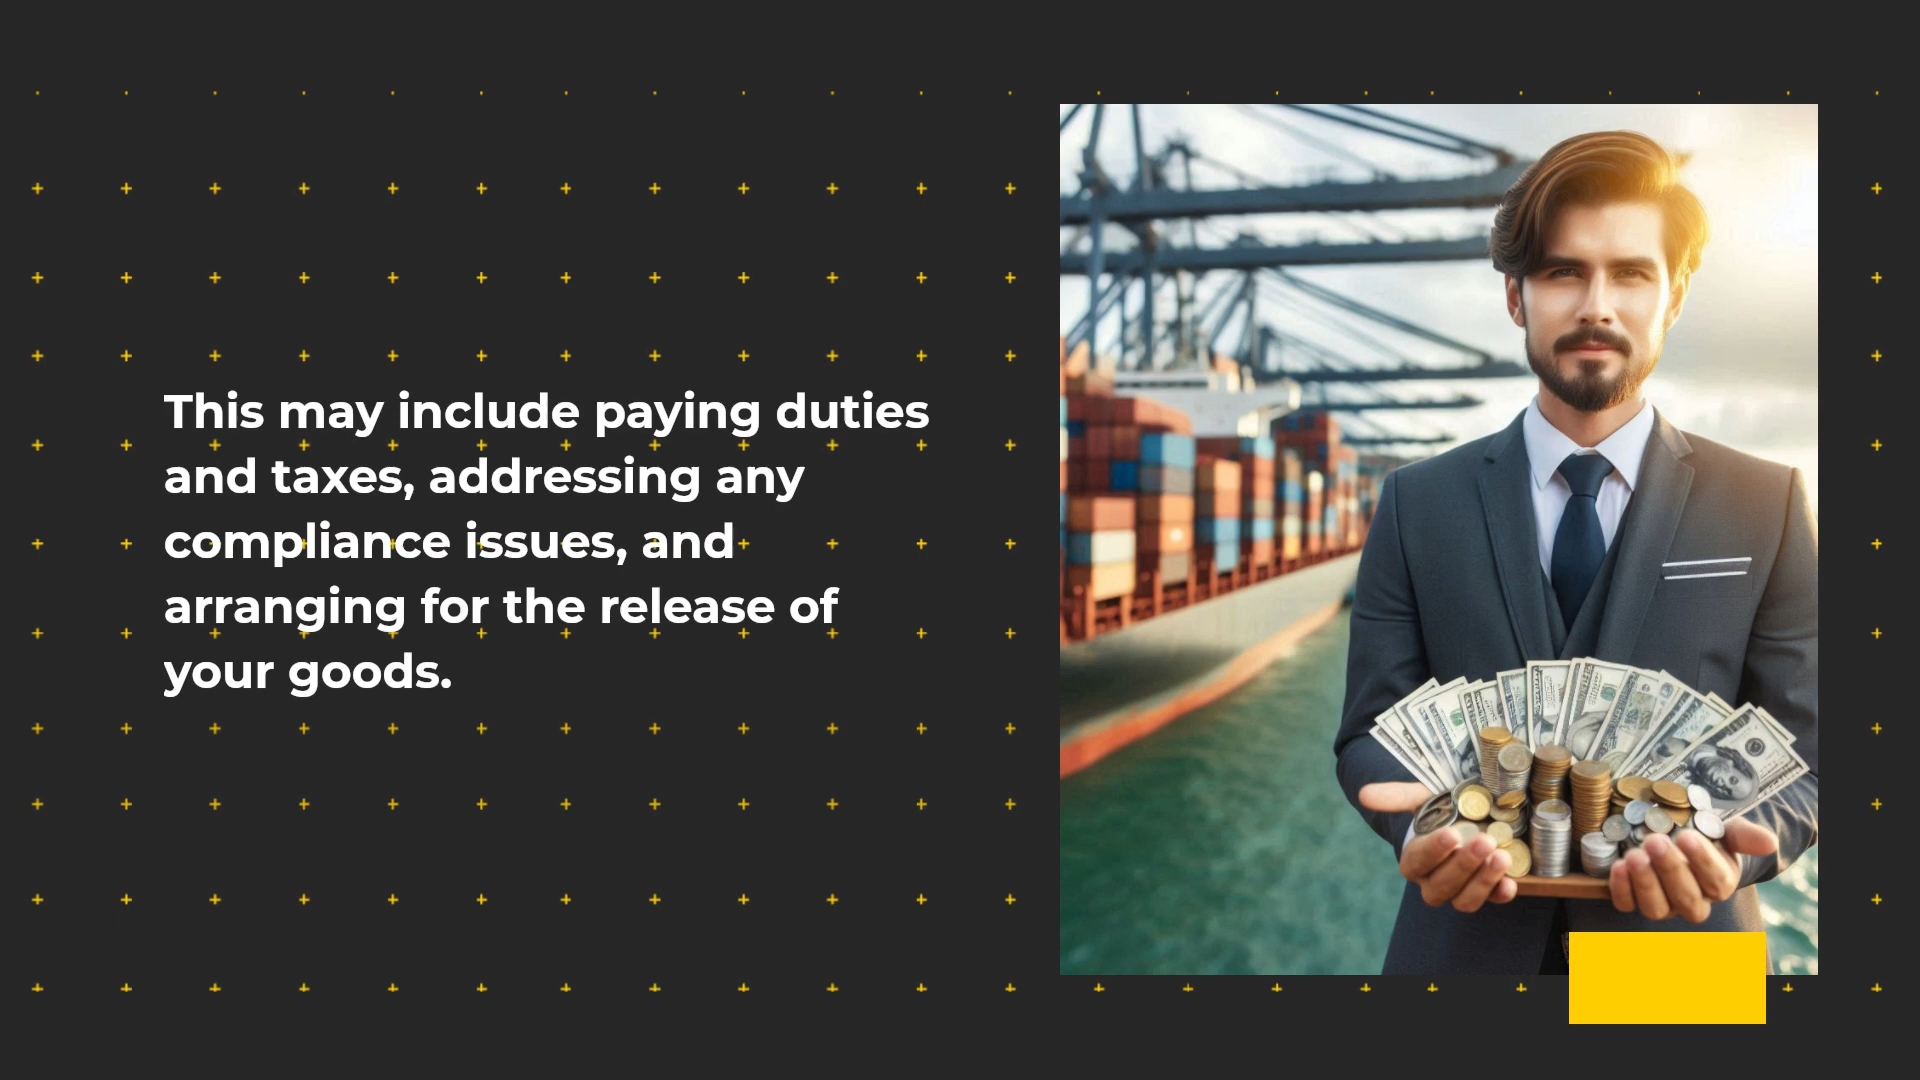 This may include paying duties
and taxes, addressing any
compliance issues, and
arranging for the release of
your goods.